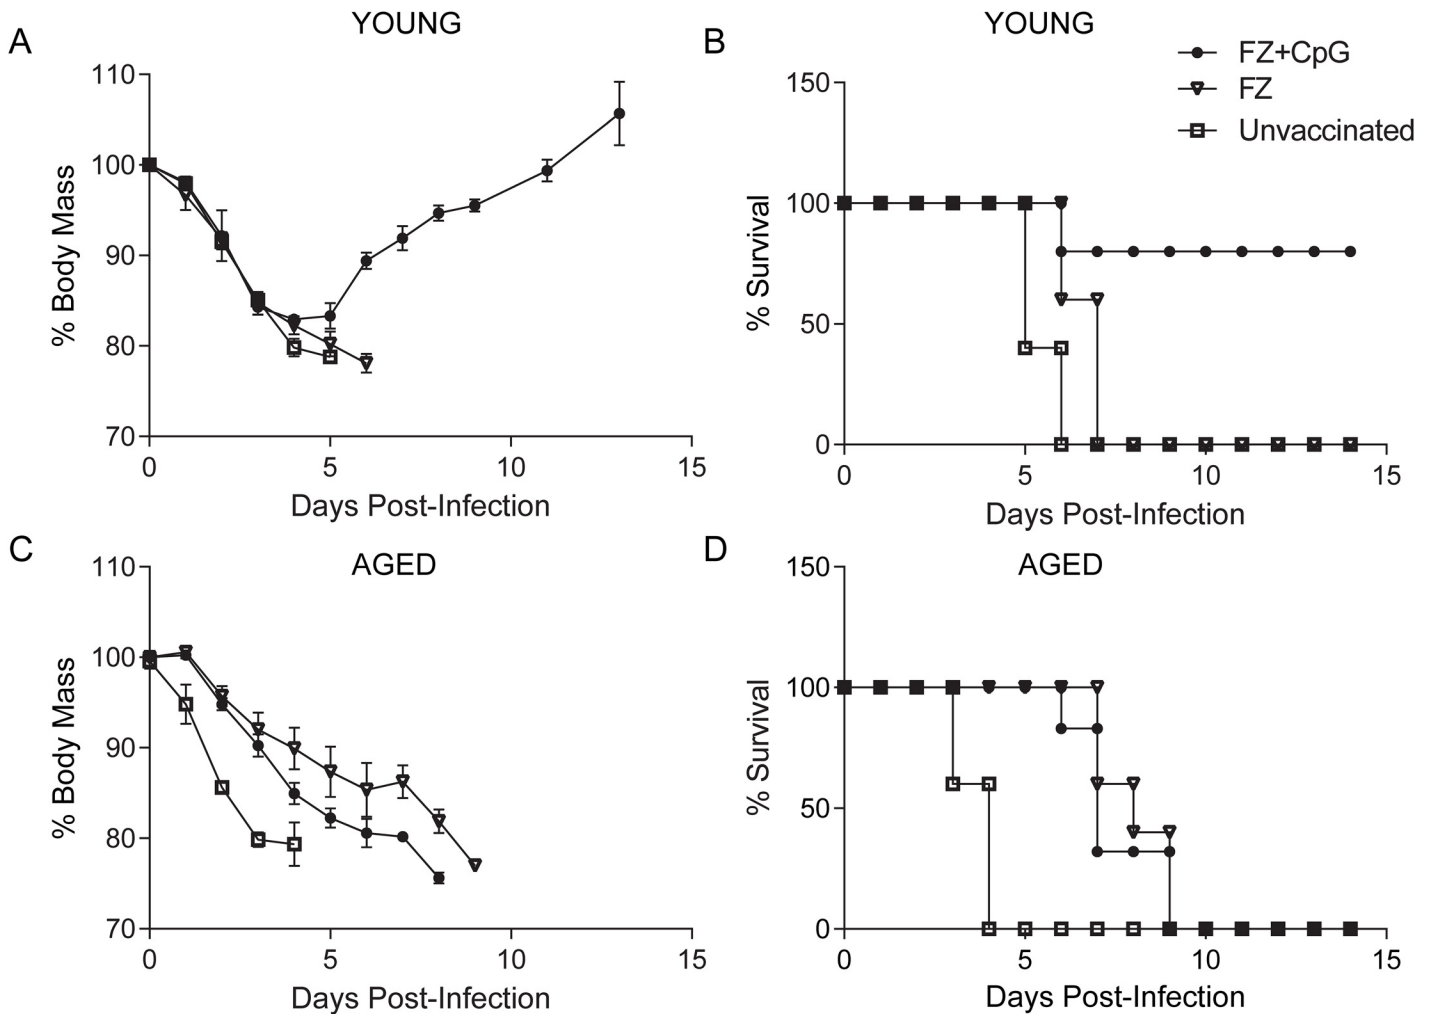 A
YOUNG
110
100
90
80
70
% Body Mass
0 5 10 15
Days Post-Infection
B
YOUNG
FZ+CpG
FZ
Unvaccinated
150
100
50
0
% Survival
0 5 10 15
Days Post-Infection
C
AGED
110
100
90
80
70
% Body Mass
0 5 10 15
Days Post-Infection
D
AGED
150
100
50
0
% Survival
0 5 10 15
Days Post-Infection